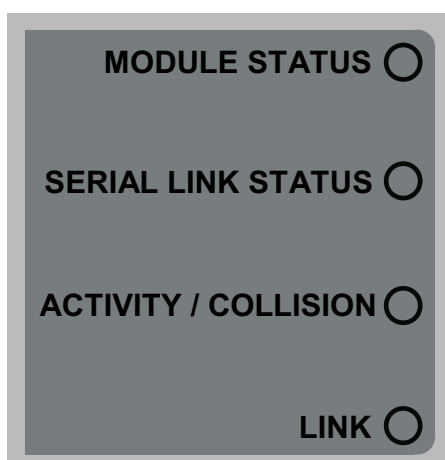 MODULE STATUS
SERIAL LINK STATUS
ACTIVITY / COLLISION
LINK